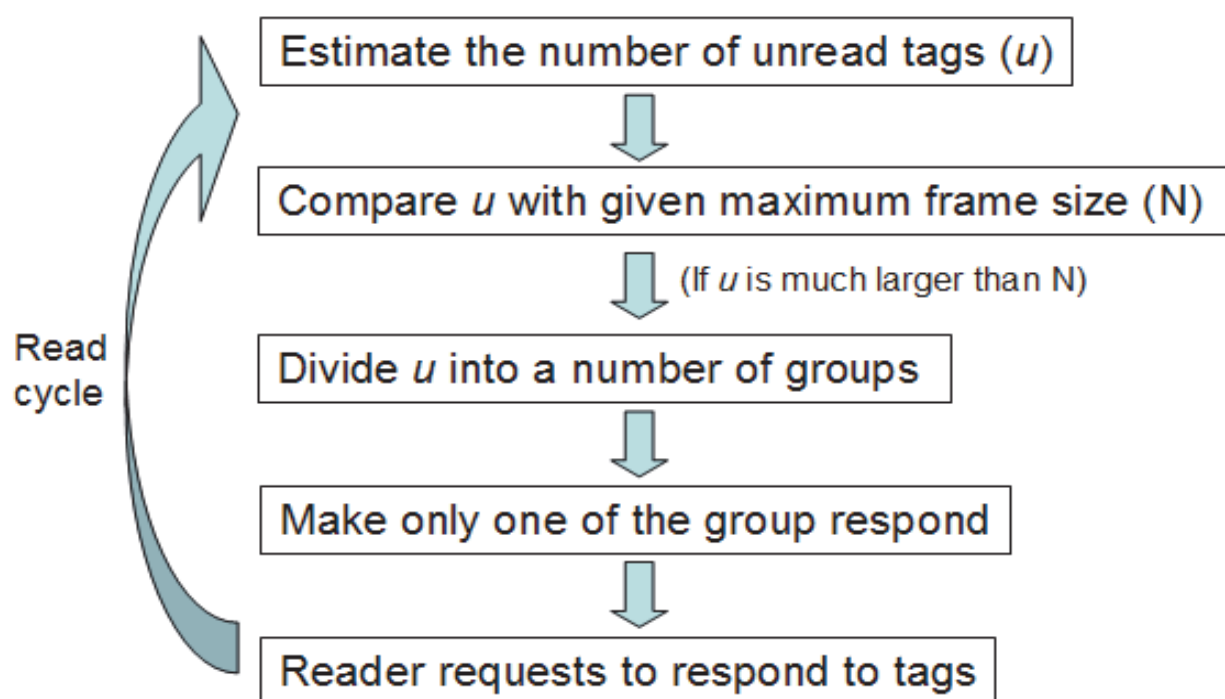 Estimate the number of unread tags (u)
Compare u with given maximum frame size (N)
(If u is much larger than N)
Divide u into a number of groups
Read
cycle
Make only one of the group respond
Reader requests to respond to tags